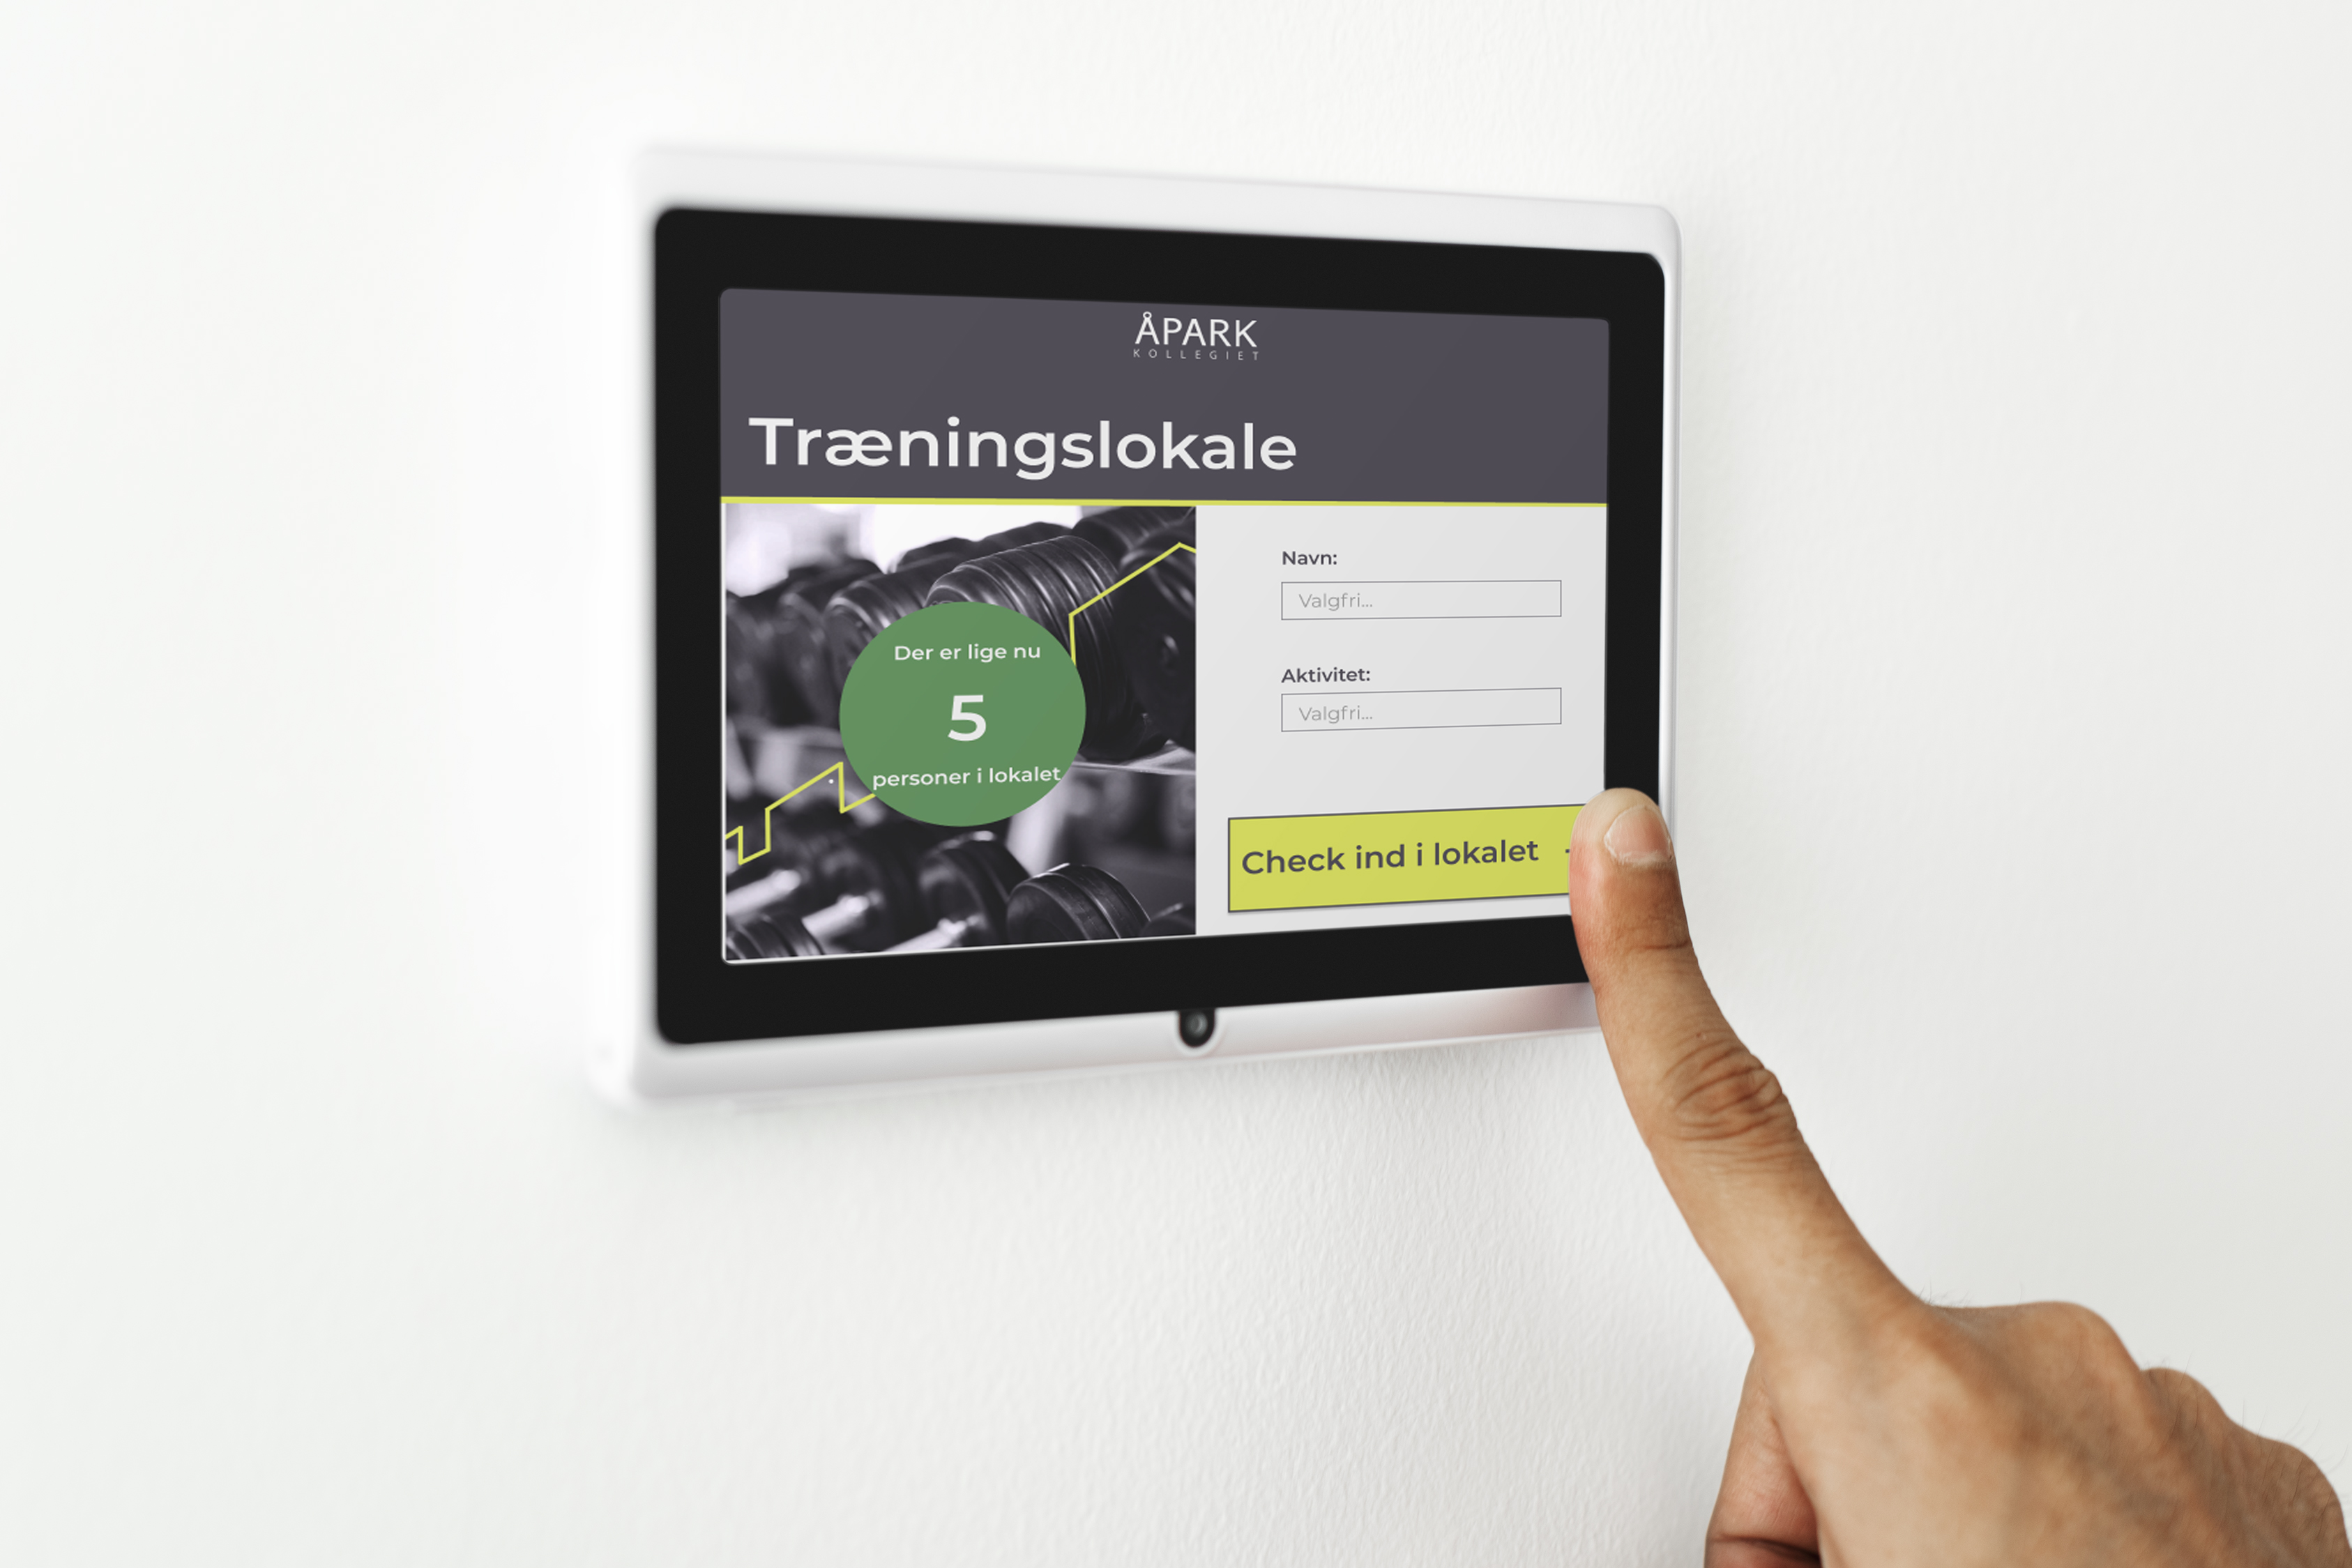 ÅPARK
KOLLEGIET
Træningslokale
Der er lige nu
5
personer i lokalet
Navn:
Valgfri...
Aktivitet:
Valgfri...
Check ind i lokalet